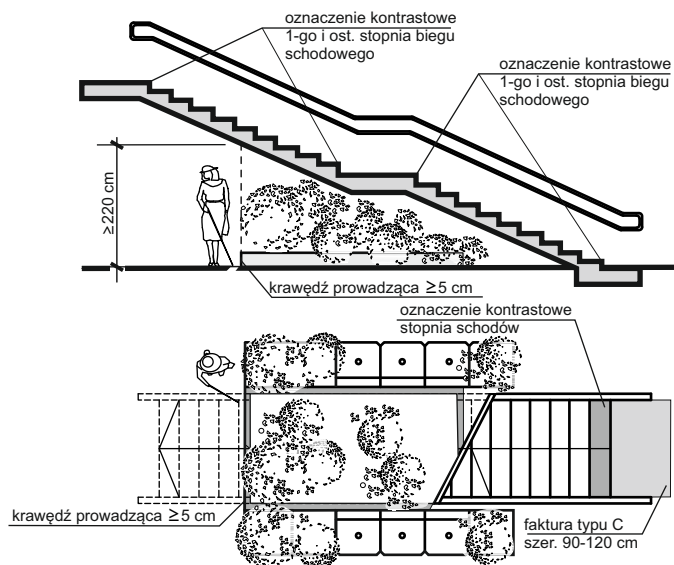 oznaczenie kontrastowe
1-go i ost. stopnia biegu
schodowego
oznaczenie kontrastowe
1-go i ost. stopnia biegu
schodowego
≥220 cm
krawędź prowadząca ≥5 cm
oznaczenie kontrastowe
stopnia schodów
krawędź prowadząca ≥5 cm
faktura typu C
szer. 90-120 cm